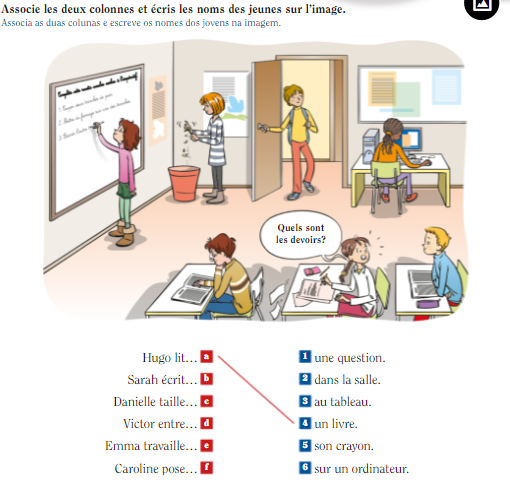 Associe les deux colonnes et écris les noms des jeunes sur l'image.
Associa as duas colunas e escreve os nomes dos jovens na imagem.
Quels sont
les devoirs?
Hugo lit… a
1 une question.
Sarah écrit… b
2 dans la salle.
Danielle taille… c
3 au tableau.
Victor entre… d
4 un livre.
Emma travaille… e
5 son crayon.
Caroline pose… f
6 sur un ordinateur.